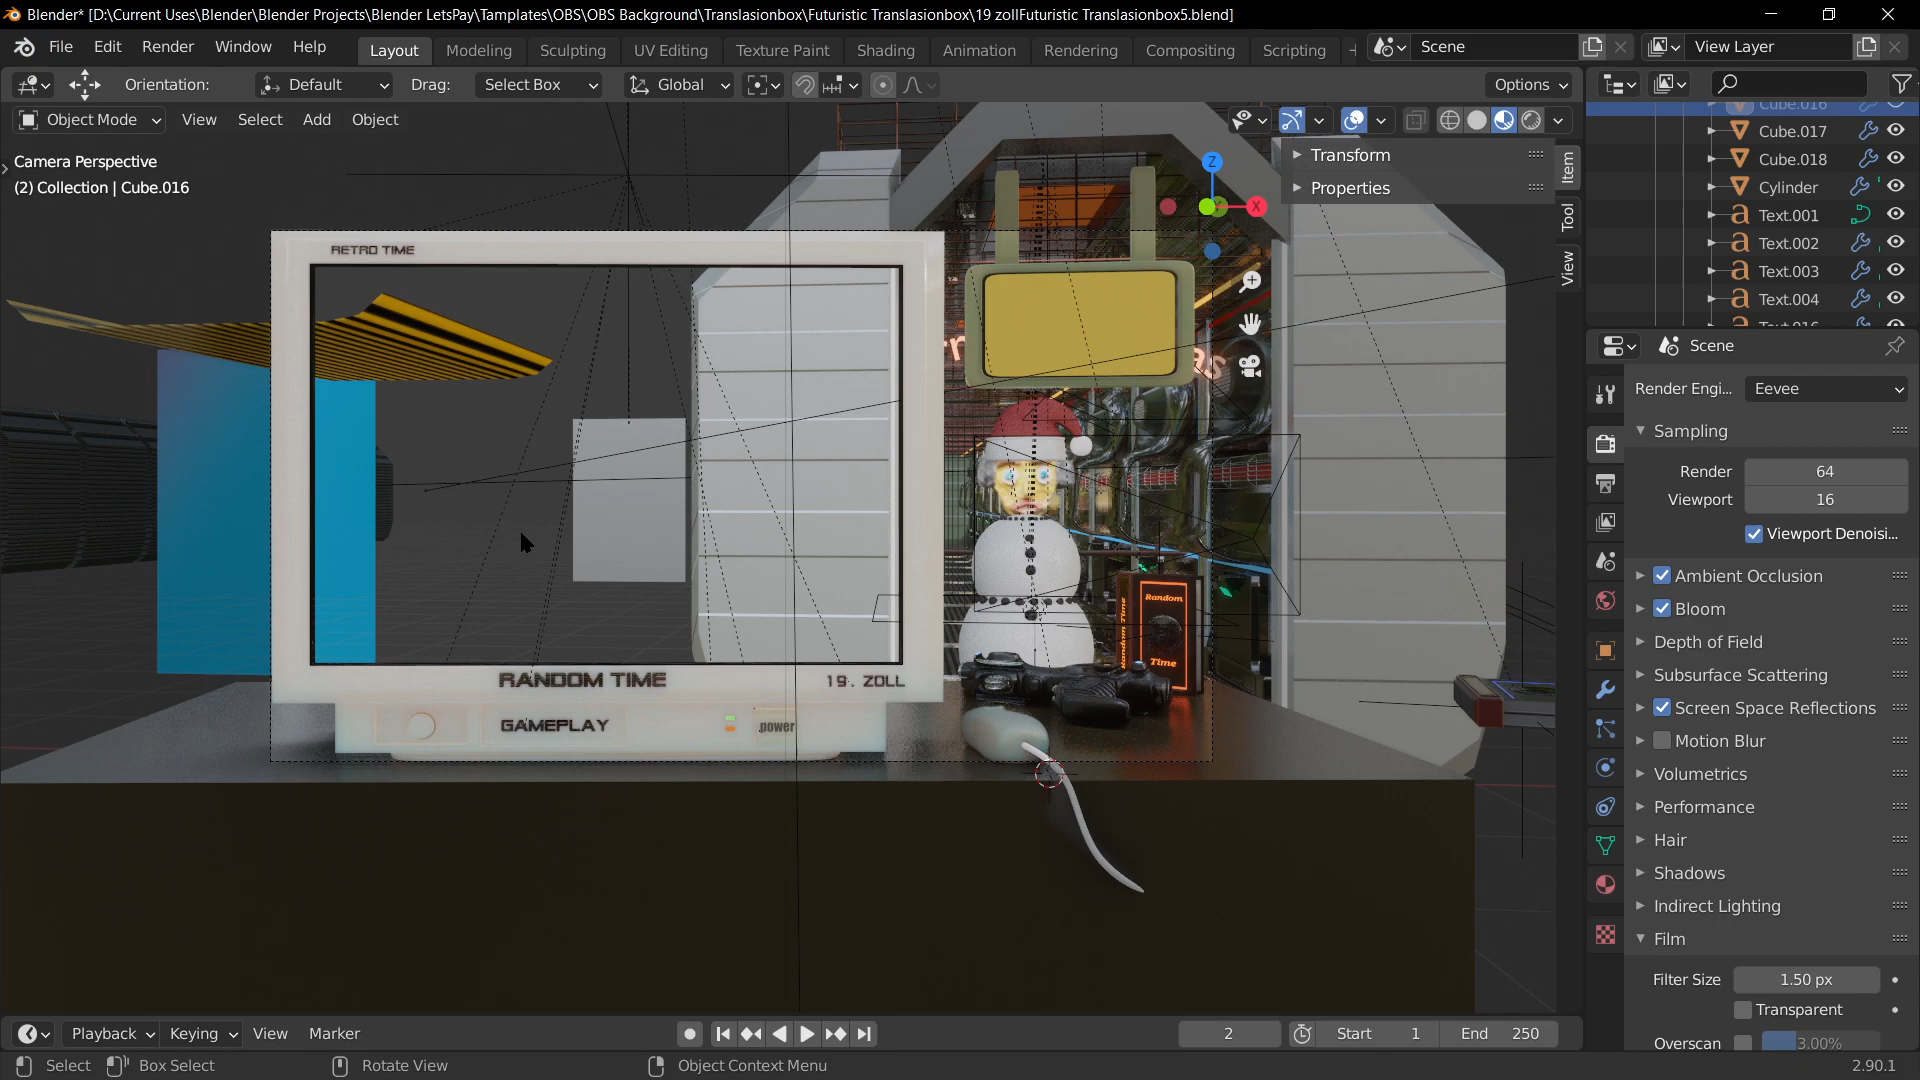 Blender* [D:\Current Uses\Blender\Blender Projects\Blender LetsPay\Tamplates\OBS\OBS Background\Translasionbox\Futuristic Translasionbox\19 zollFuturistic Translasionbox5.blend]
File Edit Render Window Help Layout Modeling Sculpting UV Editing Texture Paint Shading Animation Rendering Compositing Scripting Scene View Layer
Orientation: Default Drag: Select Box Global Options
Object Mode View Select Add Object
Cube.016
Cube.017
Cube.018
Cylinder
Text.001
Text.002
Text.003
Text.004
Text.016
Camera Perspective
(2) Collection | Cube.016
Transform
Properties
Item
Tool
View
Z
X
RETRO TIME
RANDOM TIME
19. ZOLL
GAMEPLAY
power
Random
Time
Random Time
Scene
Render Engi... Eevee
Sampling
Render 64
Viewport 16
Viewport Denoisi...
Ambient Occlusion
Bloom
Depth of Field
Subsurface Scattering
Screen Space Reflections
Motion Blur
Volumetrics
Performance
Hair
Shadows
Indirect Lighting
Film
Filter Size 1.50 px
Transparent
Overscan 3.00%
Playback Keying View Marker 2 Start 1 End 250
Select Box Select Rotate View Object Context Menu 2.90.1